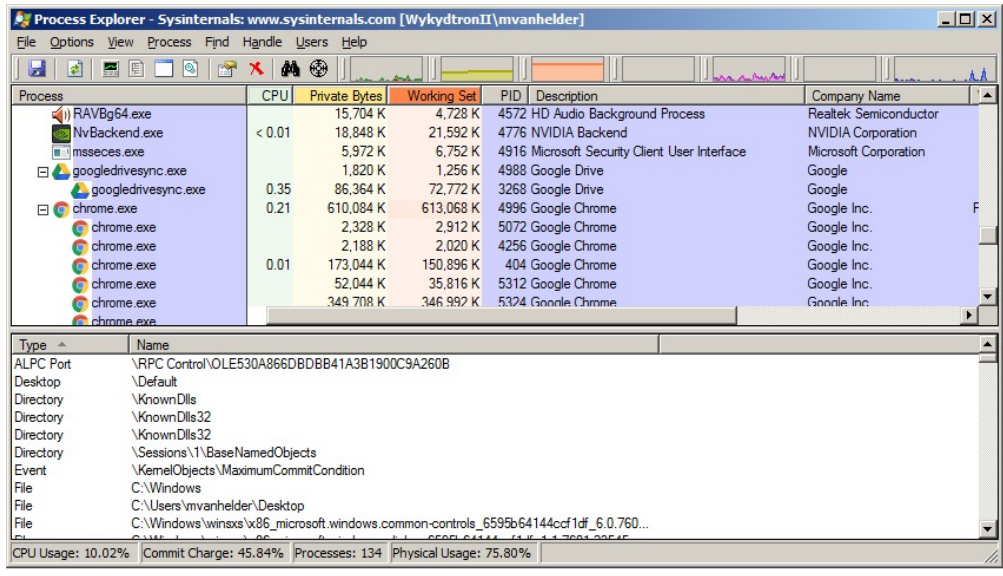 Process Explorer - Sysinternals: www.sysinternals.com [WykydtronII\mvanhelder]
File Options View Process Find Handle Users Help
Process CPU Private Bytes Working Set PID Description Company Name
RAVBg64.exe 15,704 K 4,728 K 4572 HD Audio Background Process Realtek Semiconductor
NvBackend.exe < 0.01 18,848 K 21,592 K 4776 NVIDIA Backend NVIDIA Corporation
msseces.exe 5,972 K 6,752 K 4916 Microsoft Security Client User Interface Microsoft Corporation
googledrivesync.exe 1,820 K 1,256 K 4988 Google Drive Google
googledrivesync.exe 0.35 86,364 K 72,772 K 3268 Google Drive Google
chrome.exe 0.21 610,084 K 613,068 K 4996 Google Chrome Google Inc. F
chrome.exe 2,328 K 2,912 K 5072 Google Chrome Google Inc.
chrome.exe 2,188 K 2,020 K 4256 Google Chrome Google Inc.
chrome.exe 0.01 173,044 K 150,896 K 404 Google Chrome Google Inc.
chrome.exe 52,044 K 35,816 K 5312 Google Chrome Google Inc.
chrome.exe 349,708 K 346,992 K 5324 Google Chrome Google Inc.
chrome.exe
Type Name
ALPC Port \RPC Control\OLE530A866DBDBB41A3B1900C9A260B
Desktop \Default
Directory \KnownDlls
Directory \KnownDlls32
Directory \KnownDlls32
Directory \Sessions\1\BaseNamedObjects
Event \KernelObjects\MaximumCommitCondition
File C:\Windows
File C:\Users\mvanhelder\Desktop
File C:\Windows\winsxs\x86_microsoft.windows.common-controls_6595b64144ccf1df_6.0.760...
CPU Usage: 10.02% Commit Charge: 45.84% Processes: 134 Physical Usage: 75.80%